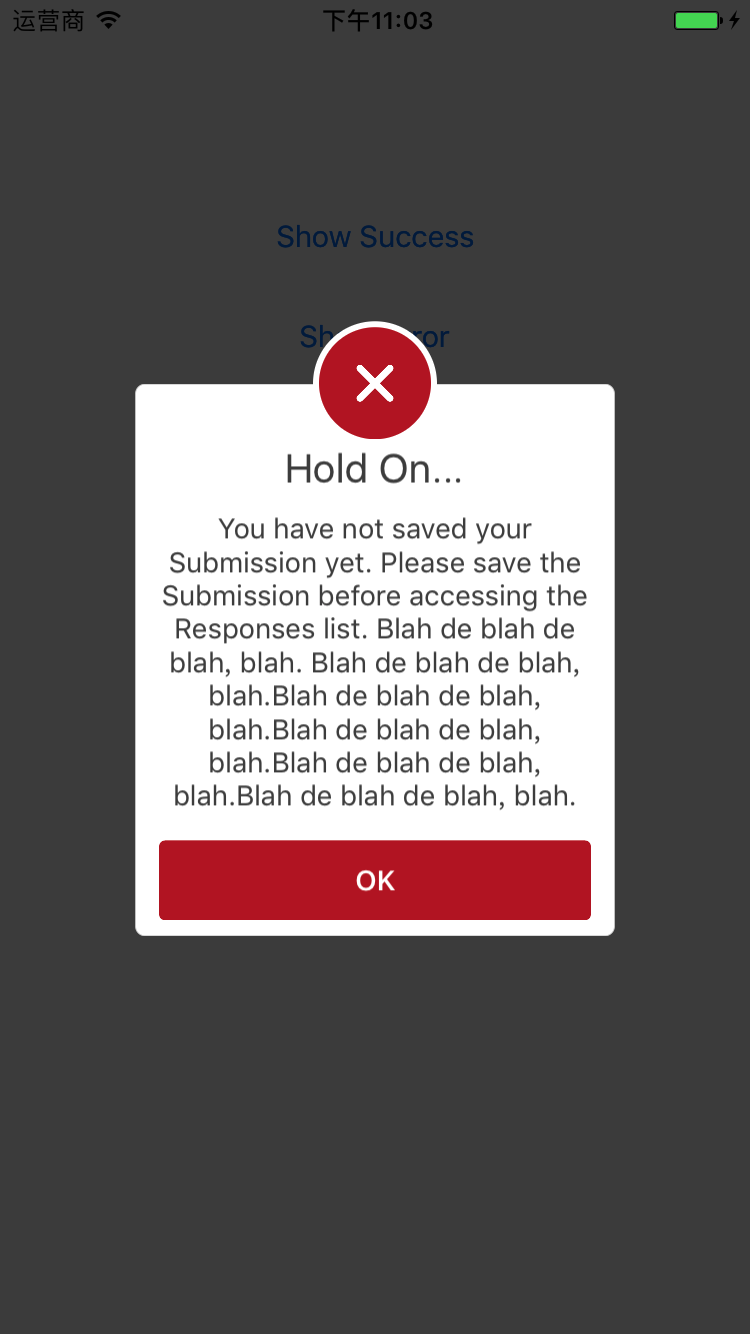 运营商 下午11:03
Show Success
Sh ror
Hold On...
You have not saved your
Submission yet. Please save the
Submission before accessing the
Responses list. Blah de blah de
blah, blah. Blah de blah de blah,
blah.Blah de blah de blah,
blah.Blah de blah de blah,
blah.Blah de blah de blah,
blah.Blah de blah de blah, blah.
OK